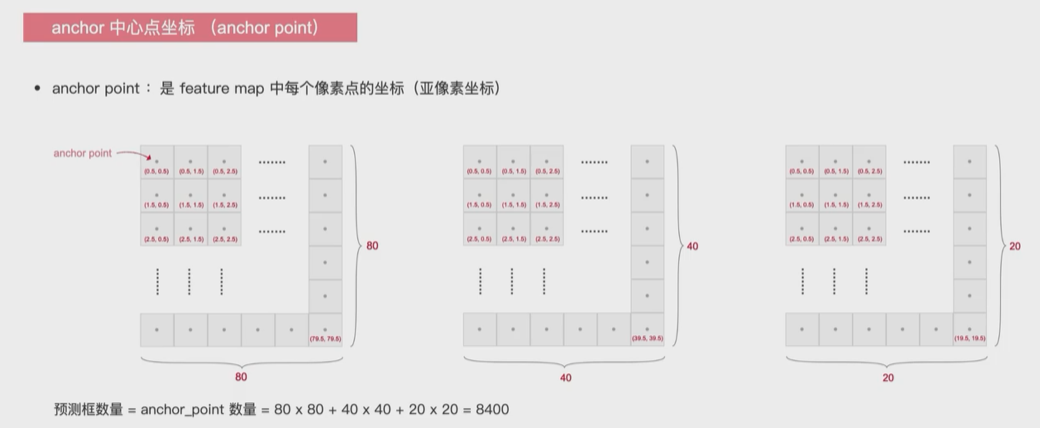 anchor 中心点坐标 （anchor point）
• anchor point： 是 feature map 中每个像素点的坐标（亚像素坐标）
anchor point
(0.5, 0.5) (0.5, 1.5) (0.5, 2.5) .......
(1.5, 0.5) (1.5, 1.5) (1.5, 2.5) .......
(2.5, 0.5) (2.5, 1.5) (2.5, 2.5) .......
80
(79.5, 79.5)
80
(0.5, 0.5) (0.5, 1.5) (0.5, 2.5) .......
(1.5, 0.5) (1.5, 1.5) (1.5, 2.5) .......
(2.5, 0.5) (2.5, 1.5) (2.5, 2.5) .......
40
(39.5, 39.5)
40
(0.5, 0.5) (0.5, 1.5) (0.5, 2.5) .......
(1.5, 0.5) (1.5, 1.5) (1.5, 2.5) .......
(2.5, 0.5) (2.5, 1.5) (2.5, 2.5) .......
20
(19.5, 19.5)
20
预测框数量 = anchor_point 数量 = 80 x 80 + 40 x 40 + 20 x 20 = 8400